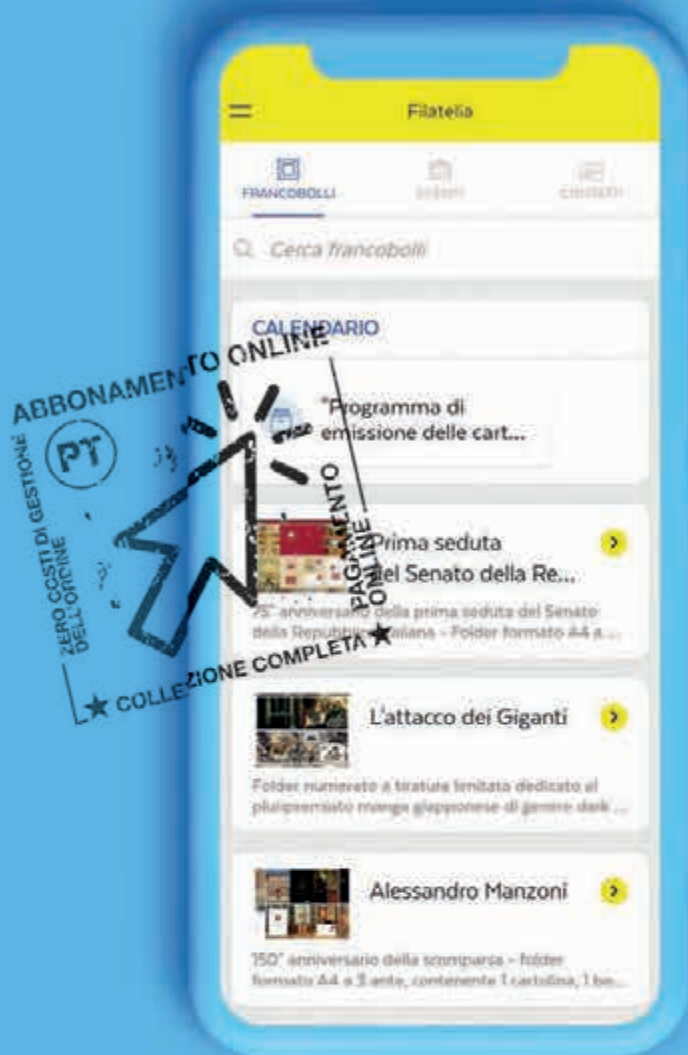 Filatelia
FRANCOBOLLI
Cerca francobolli
CALENDARIO
"Programma di
emissione delle cart...
Prima seduta
del Senato della Re...
75° anniversario della prima seduta del Senato
della Repubblica Italiana - Folder formato A4 a ...
L'attacco dei Giganti
Folder numerato a tiratura limitata dedicato al
pluripremiato manga giapponese di genere dark ...
Alessandro Manzoni
150° anniversario della scomparsa - folder
formato A4 a 3 ante, contenente 1 cartolina, 1 ...
ABBONAMENTO ONLINE
PT
ZERO COSTI DI GESTIONE
DELL'ORDINE
PAGAMENTO
ONLINE
COLLEZIONE COMPLETA